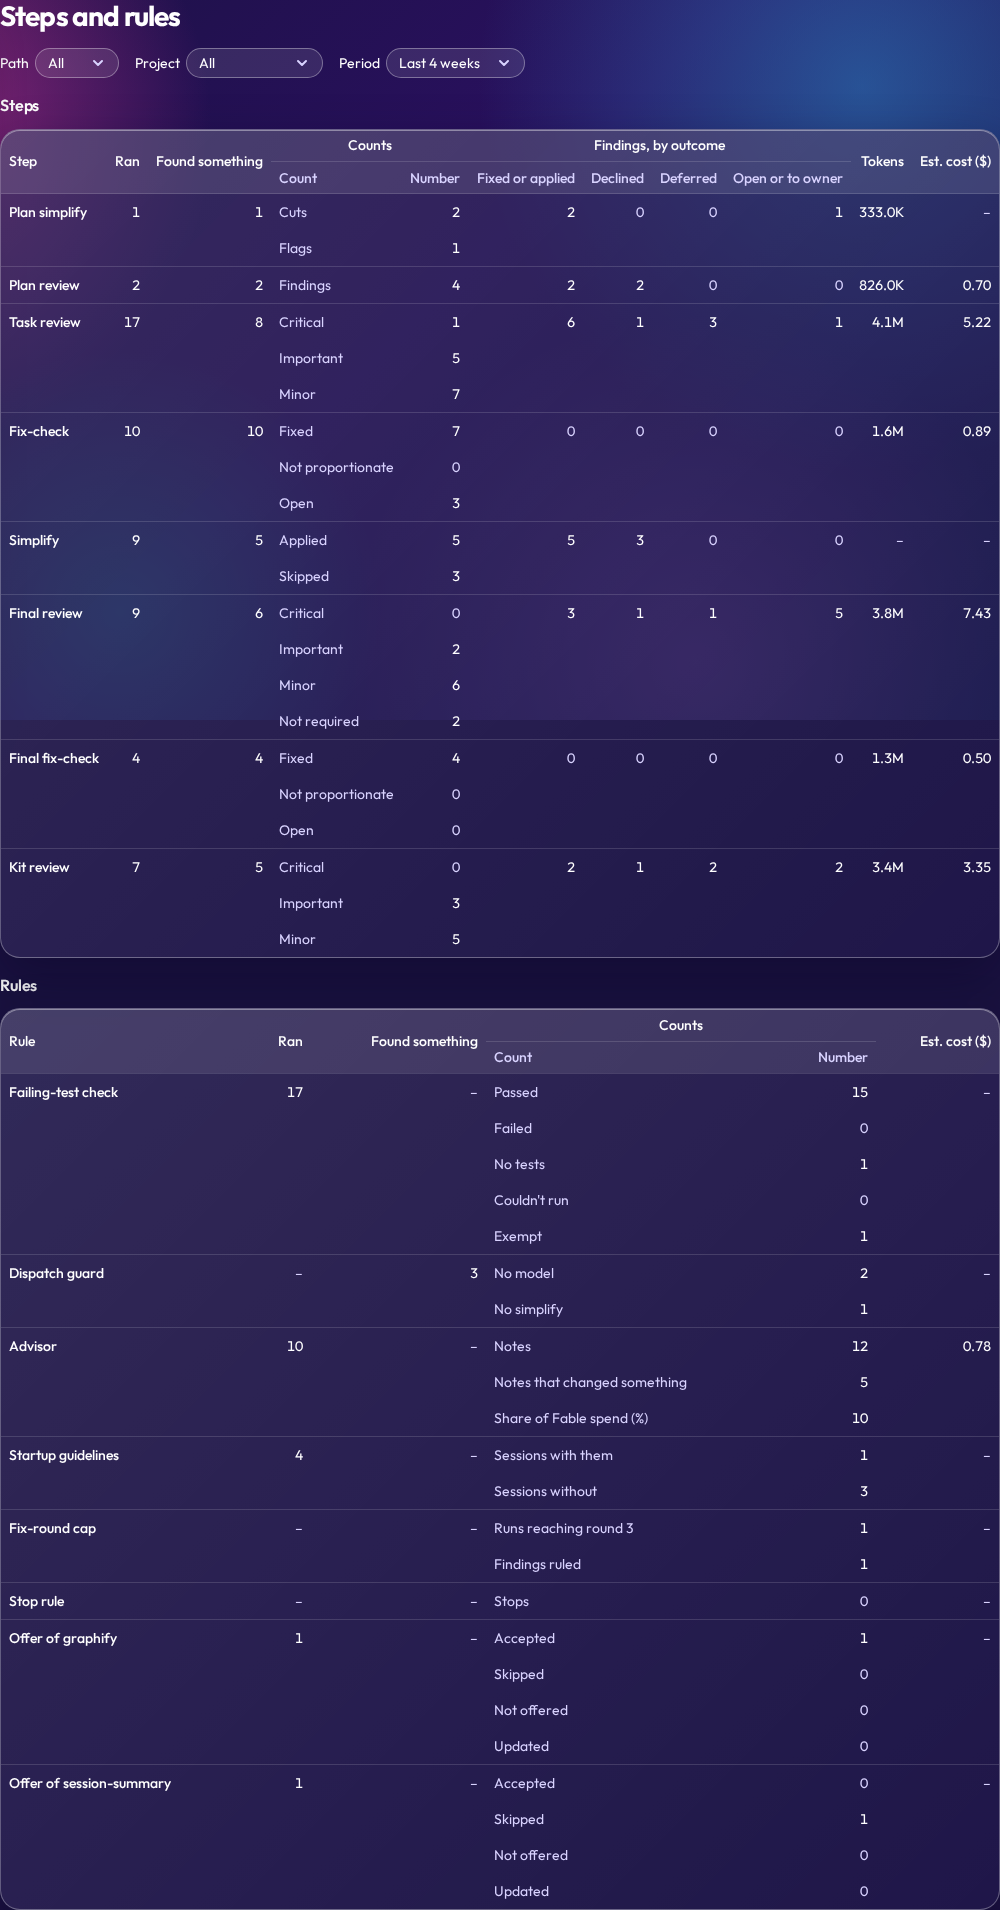 Steps and rules
Path All Project All Period Last 4 weeks
Steps
Counts Findings, by outcome
Step Ran Found something Tokens Est. cost ($)
Count Number Fixed or applied Declined Deferred Open or to owner
Plan simplify 1 1 Cuts 2 2 0 0 1 333.0K –
Flags 1
Plan review 2 2 Findings 4 2 2 0 0 826.0K 0.70
Task review 17 8 Critical 1 6 1 3 1 4.1M 5.22
Important 5
Minor 7
Fix-check 10 10 Fixed 7 0 0 0 0 1.6M 0.89
Not proportionate 0
Open 3
Simplify 9 5 Applied 5 5 3 0 0 – –
Skipped 3
Final review 9 6 Critical 0 3 1 1 5 3.8M 7.43
Important 2
Minor 6
Not required 2
Final fix-check 4 4 Fixed 4 0 0 0 0 1.3M 0.50
Not proportionate 0
Open 0
Kit review 7 5 Critical 0 2 1 2 2 3.4M 3.35
Important 3
Minor 5
Rules
Counts
Rule Ran Found something Est. cost ($)
Count Number
Failing-test check 17 – Passed 15 –
Failed 0
No tests 1
Couldn't run 0
Exempt 1
Dispatch guard – 3 No model 2 –
No simplify 1
Advisor 10 – Notes 12 0.78
Notes that changed something 5
Share of Fable spend (%) 10
Startup guidelines 4 – Sessions with them 1 –
Sessions without 3
Fix-round cap – – Runs reaching round 3 1 –
Findings ruled 1
Stop rule – – Stops 0 –
Offer of graphify 1 – Accepted 1 –
Skipped 0
Not offered 0
Updated 0
Offer of session-summary 1 – Accepted 0 –
Skipped 1
Not offered 0
Updated 0